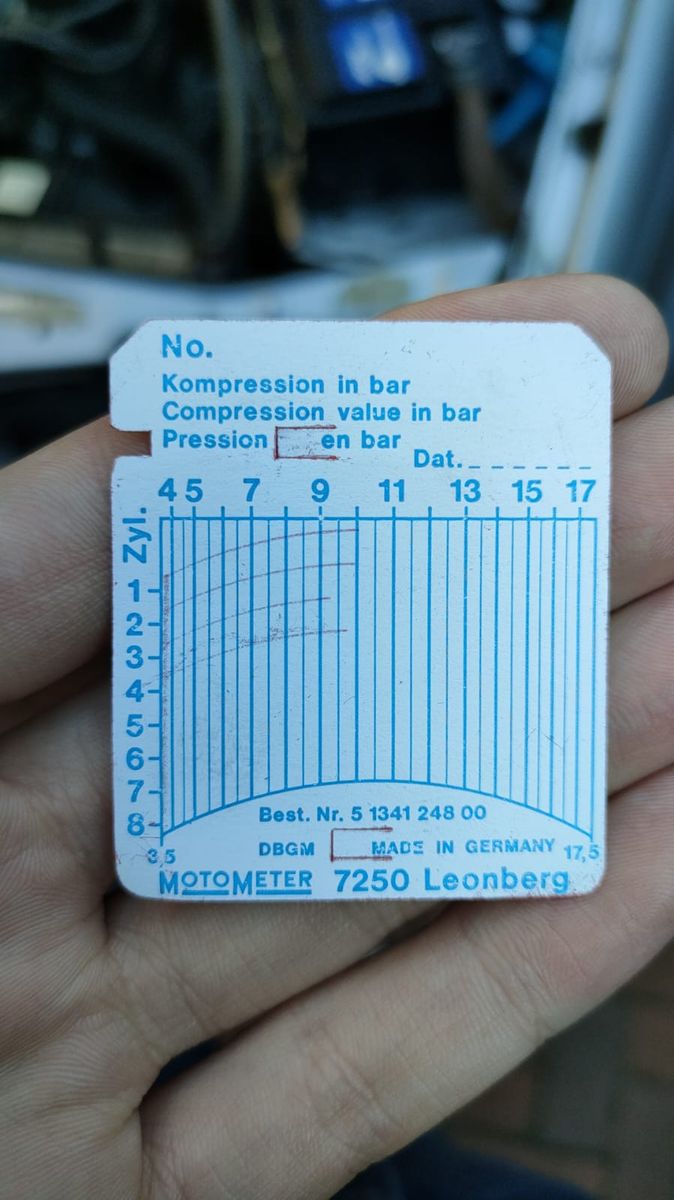 No.
Kompression in bar
Compression value in bar
Pression en bar
Dat.
4 5 7 9 11 13 15 17
Zyl.
1
2
3
4
5
6
7
8
3,5
17,5
Best. Nr. 5 1341 248 00
DBGM MADE IN GERMANY
MOTOMETER 7250 Leonberg